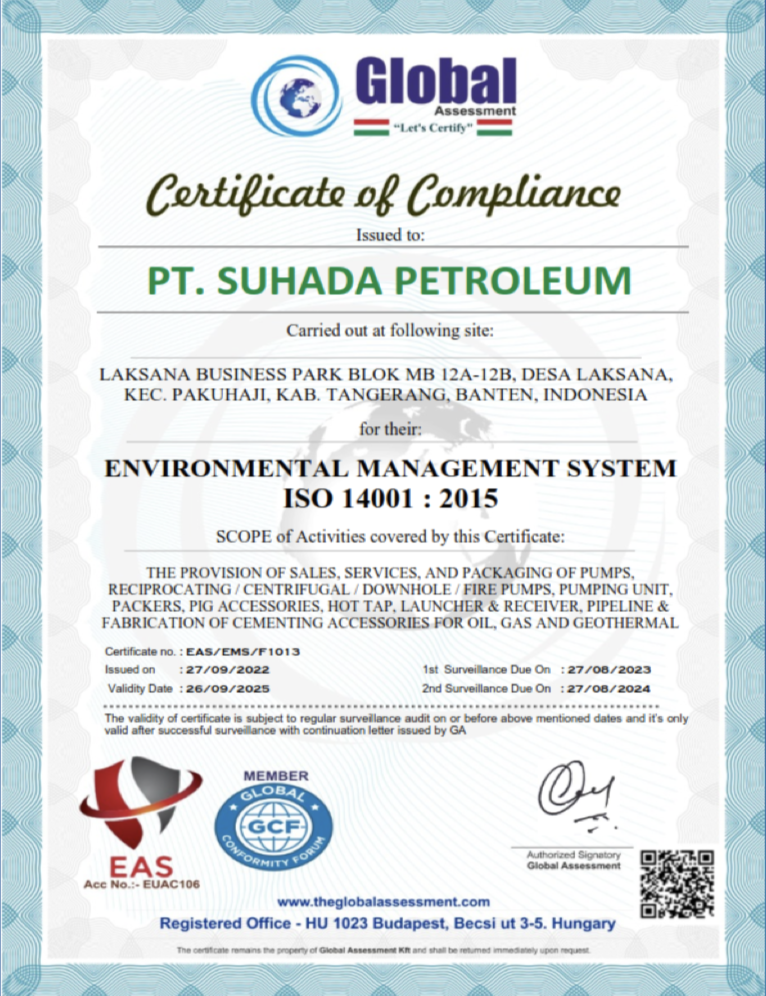 Global
Assessment
"Let's Certify"
Certificate of Compliance
Issued to:
PT. SUHADA PETROLEUM
Carried out at following site:
LAKSANA BUSINESS PARK BLOK MB 12A-12B, DESA LAKSANA,
KEC. PAKUHAJI, KAB. TANGERANG, BANTEN, INDONESIA
for their:
ENVIRONMENTAL MANAGEMENT SYSTEM
ISO 14001 : 2015
SCOPE of Activities covered by this Certificate:
THE PROVISION OF SALES, SERVICES, AND PACKAGING OF PUMPS,
RECIPROCATING / CENTRIFUGAL / DOWNHOLE / FIRE PUMPS, PUMPING UNIT,
PACKERS, PIG ACCESSORIES, HOT TAP, LAUNCHER & RECEIVER, PIPELINE &
FABRICATION OF CEMENTING ACCESSORIES FOR OIL, GAS AND GEOTHERMAL
Certificate no. : EAS/EMS/F1013
Issued on : 27/09/2022 1st Surveillance Due On : 27/08/2023
Validity Date : 26/09/2025 2nd Surveillance Due On : 27/08/2024
The validity of certificate is subject to regular surveillance audit on or before above mentioned dates and it's only
valid after successful surveillance with continuation letter issued by GA
EAS
Acc No.:- EUAC106
MEMBER
GLOBAL
GCF
CONFORMITY FORUM
Authorized Signatory
Global Assessment
www.theglobalassessment.com
Registered Office - HU 1023 Budapest, Becsi ut 3-5. Hungary
The certificate remains the property of Global Assessment Kft and shall be returned immediately upon request.